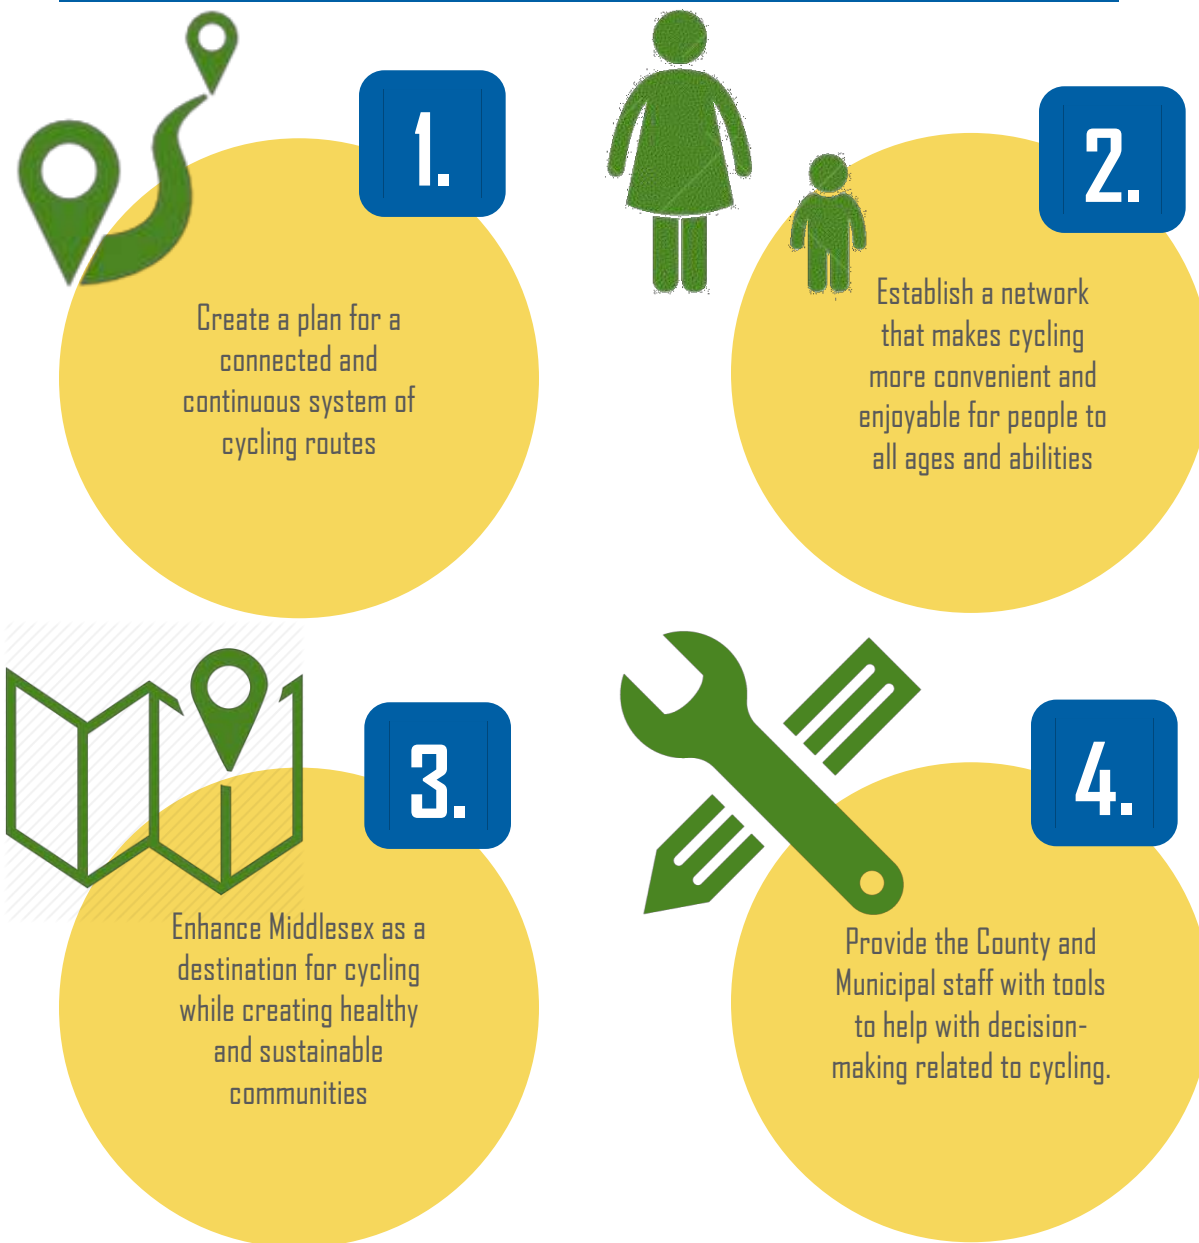 1.
Create a plan for a
connected and
continuous system of
cycling routes
2.
Establish a network
that makes cycling
more convenient and
enjoyable for people to
all ages and abilities
3.
Enhance Middlesex as a
destination for cycling
while creating healthy
and sustainable
communities
4.
Provide the County and
Municipal staff with tools
to help with decision-
making related to cycling.